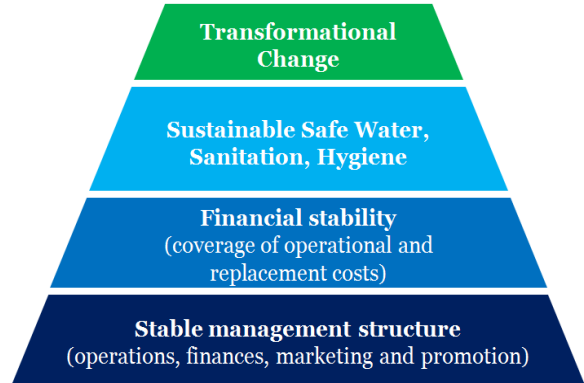 Transformational
Change
Sustainable Safe Water,
Sanitation, Hygiene
Financial stability
(coverage of operational and
replacement costs)
Stable management structure
(operations, finances, marketing and promotion)